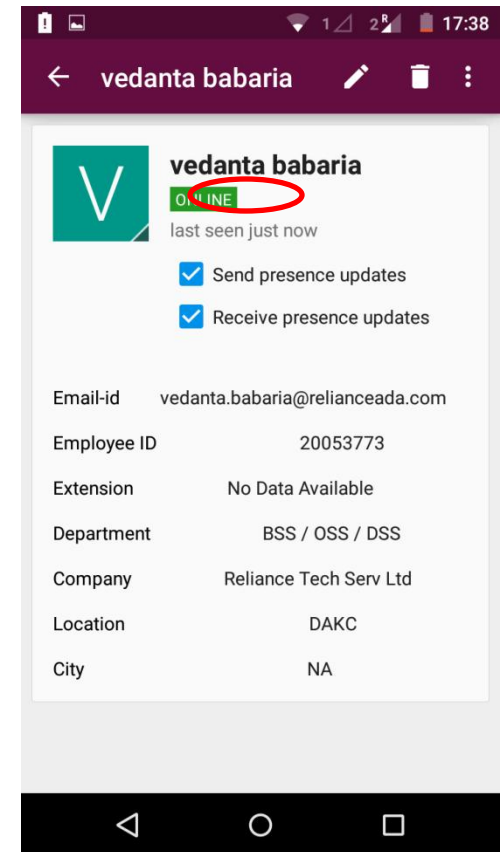 1 2 R 17:38
vedanta babaria
V
vedanta babaria
ONLINE
last seen just now
Send presence updates
Receive presence updates
Email-id vedanta.babaria@relianceada.com
Employee ID 20053773
Extension No Data Available
Department BSS / OSS / DSS
Company Reliance Tech Serv Ltd
Location DAKC
City NA